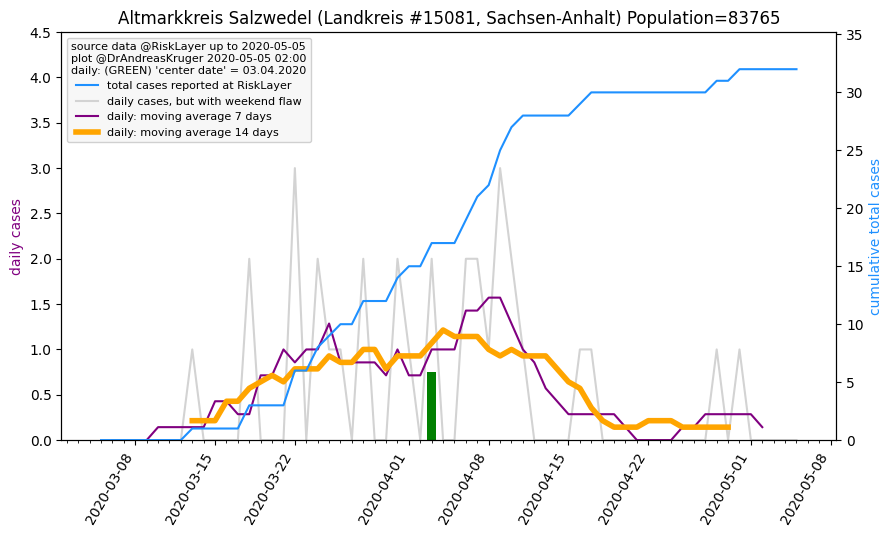 Altmarkkreis Salzwedel (Landkreis #15081, Sachsen-Anhalt) Population=83765
source data @RiskLayer up to 2020-05-05
plot @DrAndreasKruger 2020-05-05 02:00
daily: (GREEN) 'center date' = 03.04.2020
total cases reported at RiskLayer
daily cases, but with weekend flaw
daily: moving average 7 days
daily: moving average 14 days
daily cases
4.5
4.0
3.5
3.0
2.5
2.0
1.5
1.0
0.5
0.0
35
30
25
20
15
10
5
0
cumulative total cases
2020-03-08
2020-03-15
2020-03-22
2020-04-01
2020-04-08
2020-04-15
2020-04-22
2020-05-01
2020-05-08